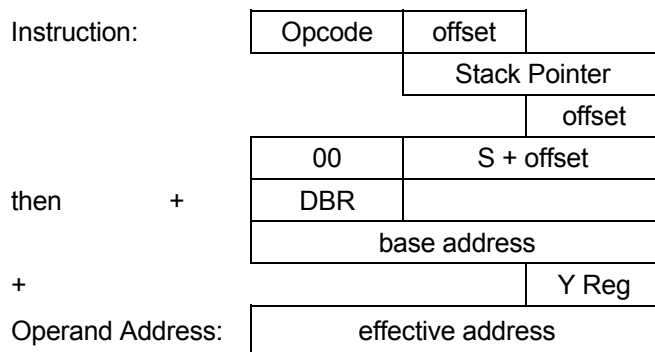 Instruction: Opcode offset
Stack Pointer
offset
00 S + offset
then + DBR
base address
+ Y Reg
Operand Address: effective address